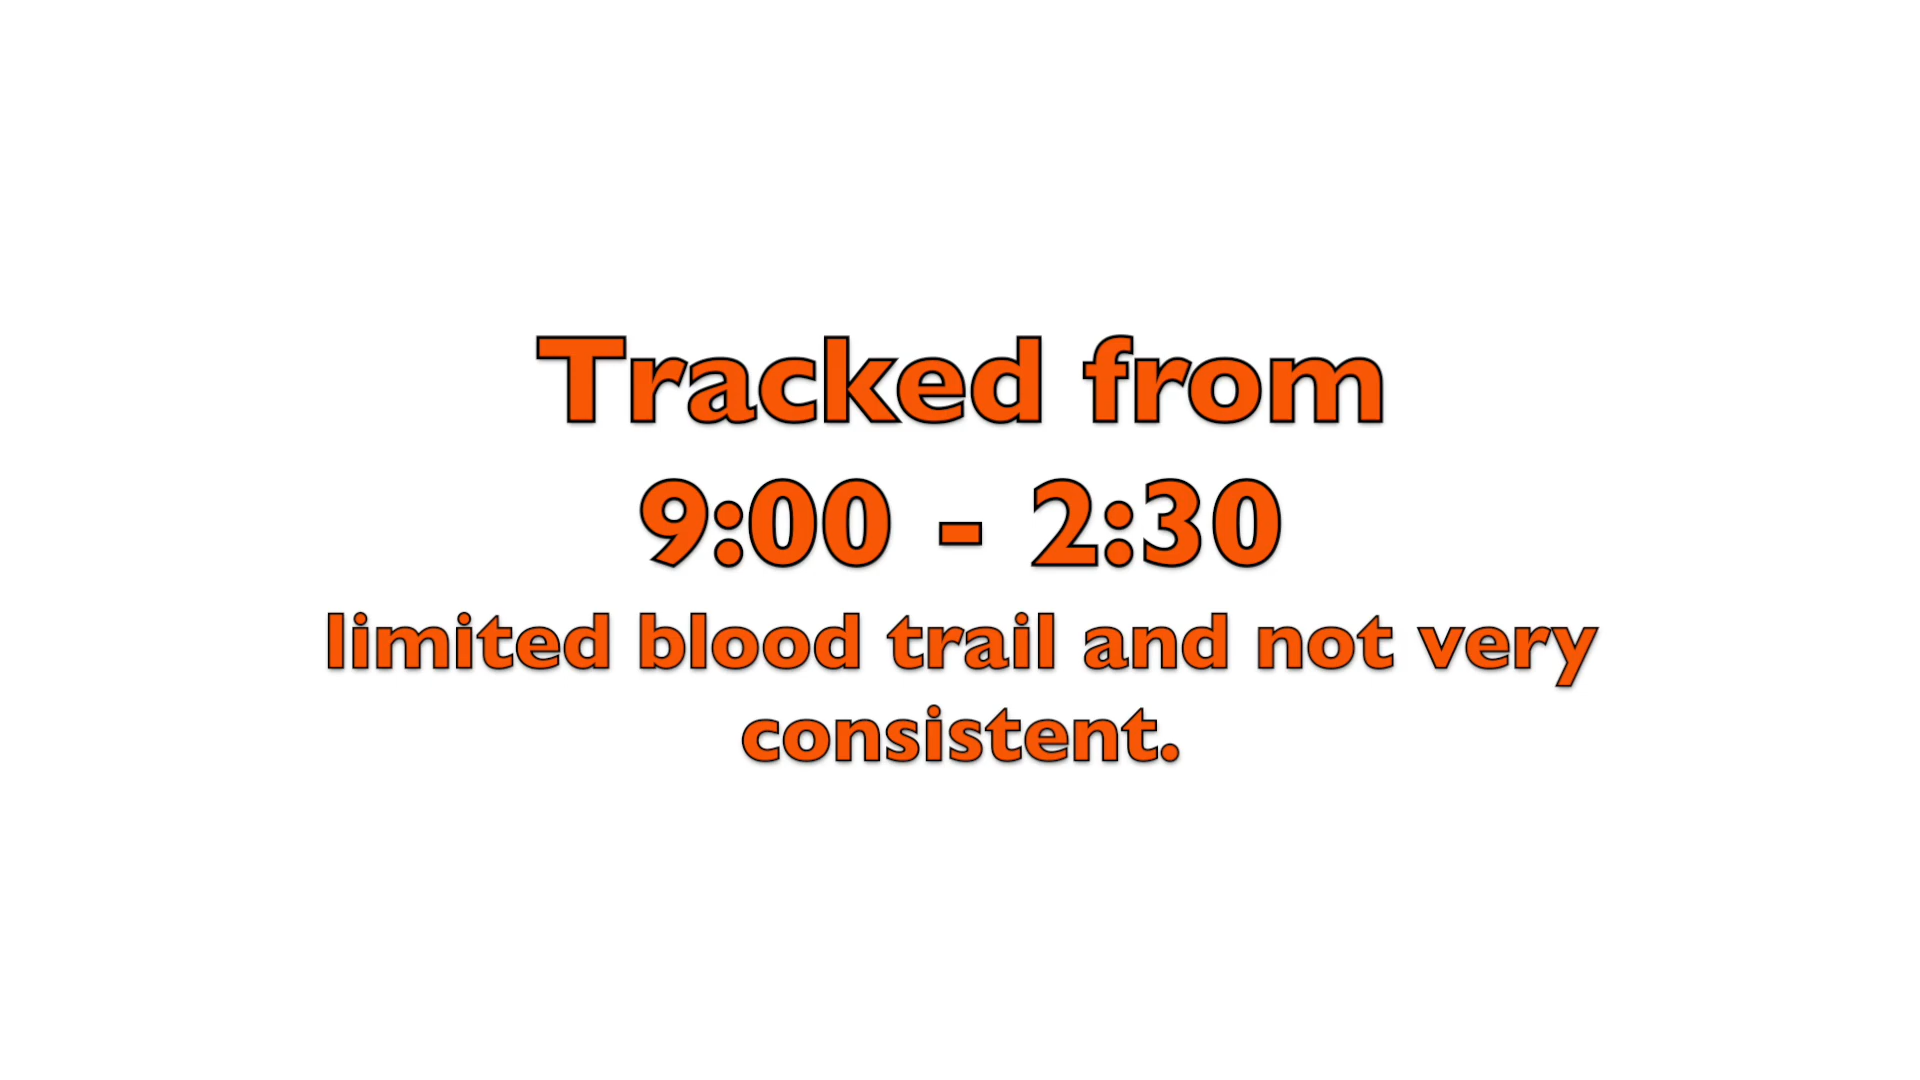 Tracked from
9:00 - 2:30
limited blood trail and not very
consistent.